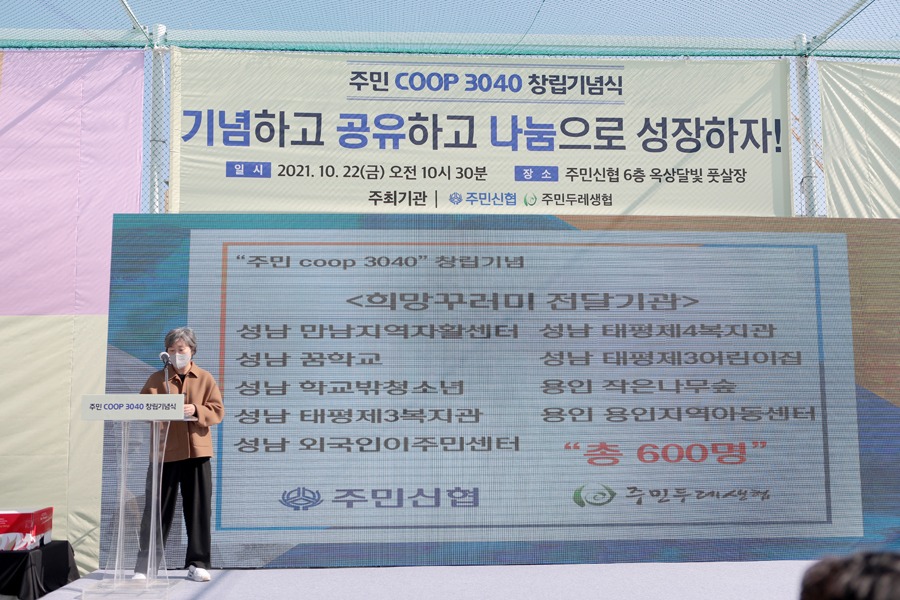 주민 COOP 3040 창립기념식
기념하고 공유하고 나눔으로 성장하자!
일 시 2021. 10. 22(금) 오전 10시 30분 장 소 주민신협 6층 옥상달빛 풋살장
주최기관 | 주민신협 주민두레생협
“주민 coop 3040” 창립기념
<희망꾸러미 전달기관>
성남 만남지역자활센터 성남 태평제4복지관
성남 꿈학교 성남 태평제3어린이집
성남 학교밖청소년 용인 작은나무숲
성남 태평제3복지관 용인 용인지역아동센터
성남 외국인이주민센터 “총 600명”
주민신협 주민두레생협
주민 COOP 3040 창립기념식